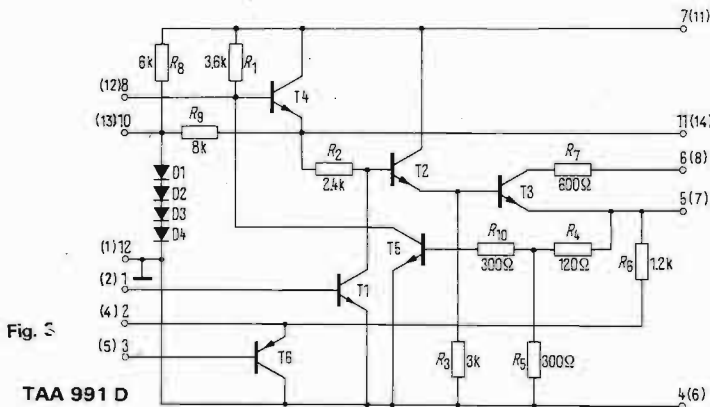 7(11)
6k R8
3,6k R1
(12)8
T4
(13)10
R9
8k
11(14)
R2
2.4k
T2
R7
600Ω
6(8)
D1
D2
D3
D4
T3
5(7)
(1)12
T5
R10
300Ω
R4
120Ω
R6 1.2k
(2)1
T1
(4)2
Fig. 3
(5)3
T6
R3 3k
R5 300Ω
TAA 991 D
4(6)